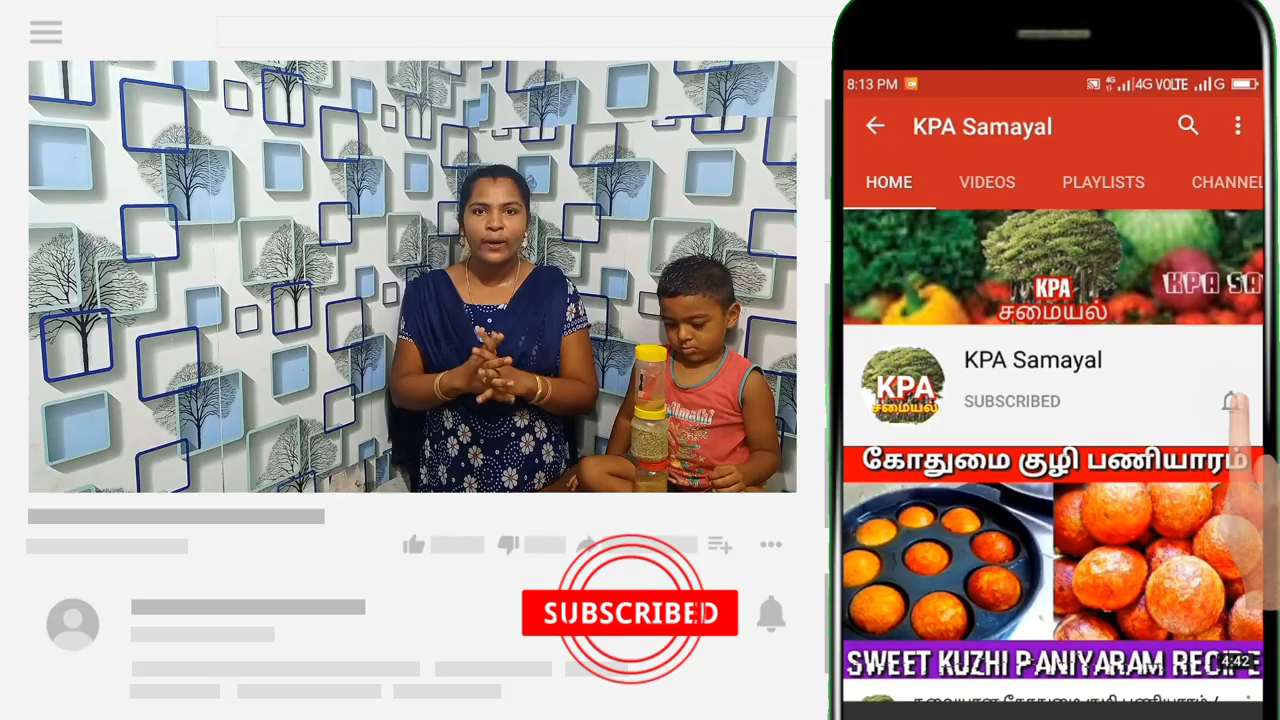 8:13 PM
4G 4G VOLTE G
KPA Samayal
HOME VIDEOS PLAYLISTS CHANNEL
KPA
சமையல்
KPA SA
KPA
சமையல்
KPA Samayal
SUBSCRIBED
கோதுமை குழி பணியாரம்
SWEET KUZHI PANIYARAM RECIPE
4:42
SUBSCRIBED